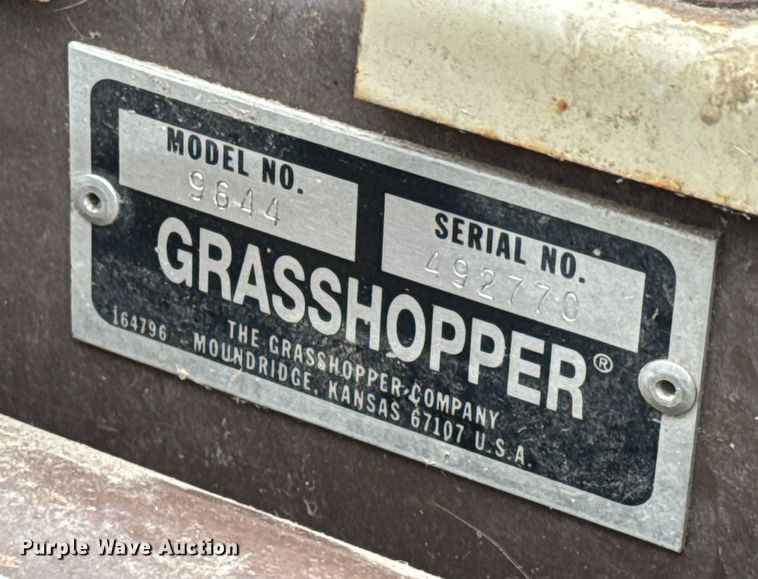 MODEL NO.
9644
SERIAL NO.
492770
GRASSHOPPER®
164796
THE GRASSHOPPER COMPANY
MOUNDRIDGE, KANSAS 67107 U.S.A.
Purple Wave Auction